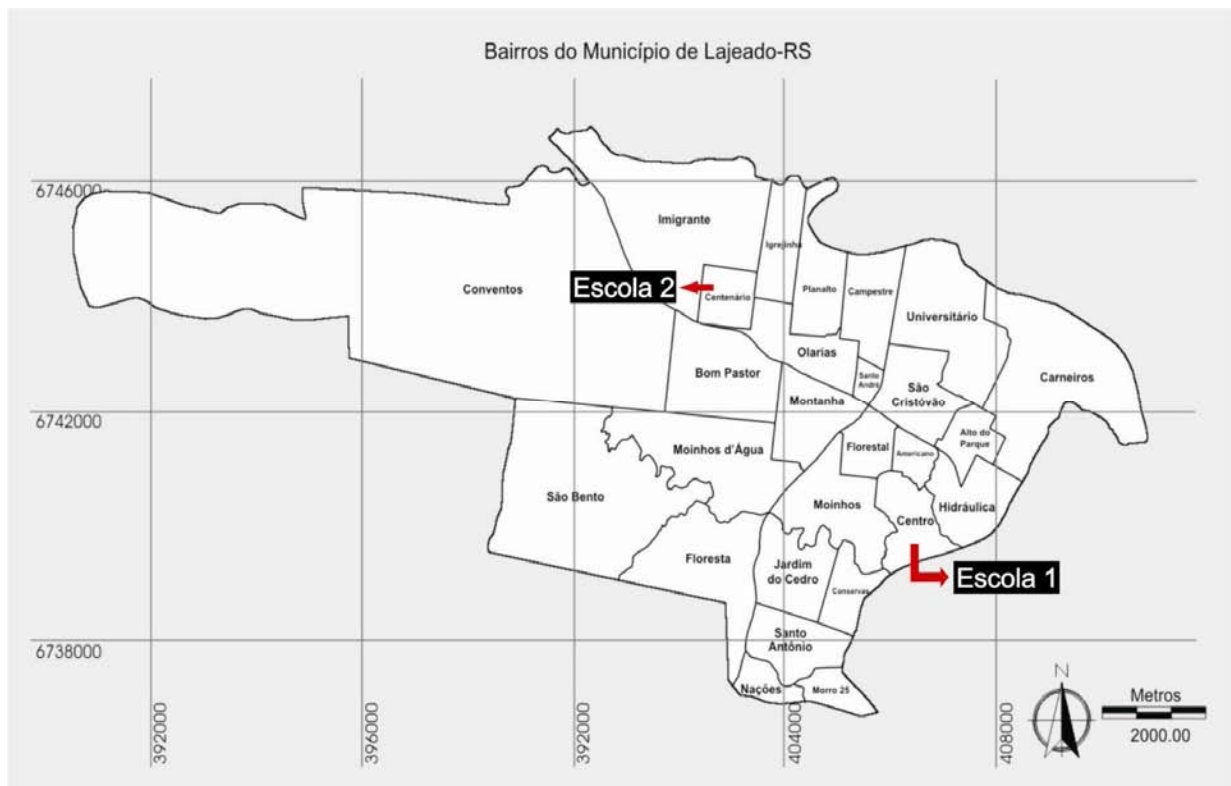 Bairros do Município de Lajeado-RS
6746000
Imigrante
Igrejinha
Conventos
Escola 2
Centenário
Planalto
Campestre
Universitário
Olarias
Bom Pastor
Santo
André
São
Cristóvão
Carneiros
Montanha
6742000
Moinhos d'Água
Florestal
Americano
Alto do
Parque
São Bento
Moinhos
Hidráulica
Centro
Floresta
Jardim
do Cedro
Conservas
Escola 1
6738000
Santo
Antônio
Nações
Morro 25
N
Metros
2000.00
392000
396000
392000
404000
408000